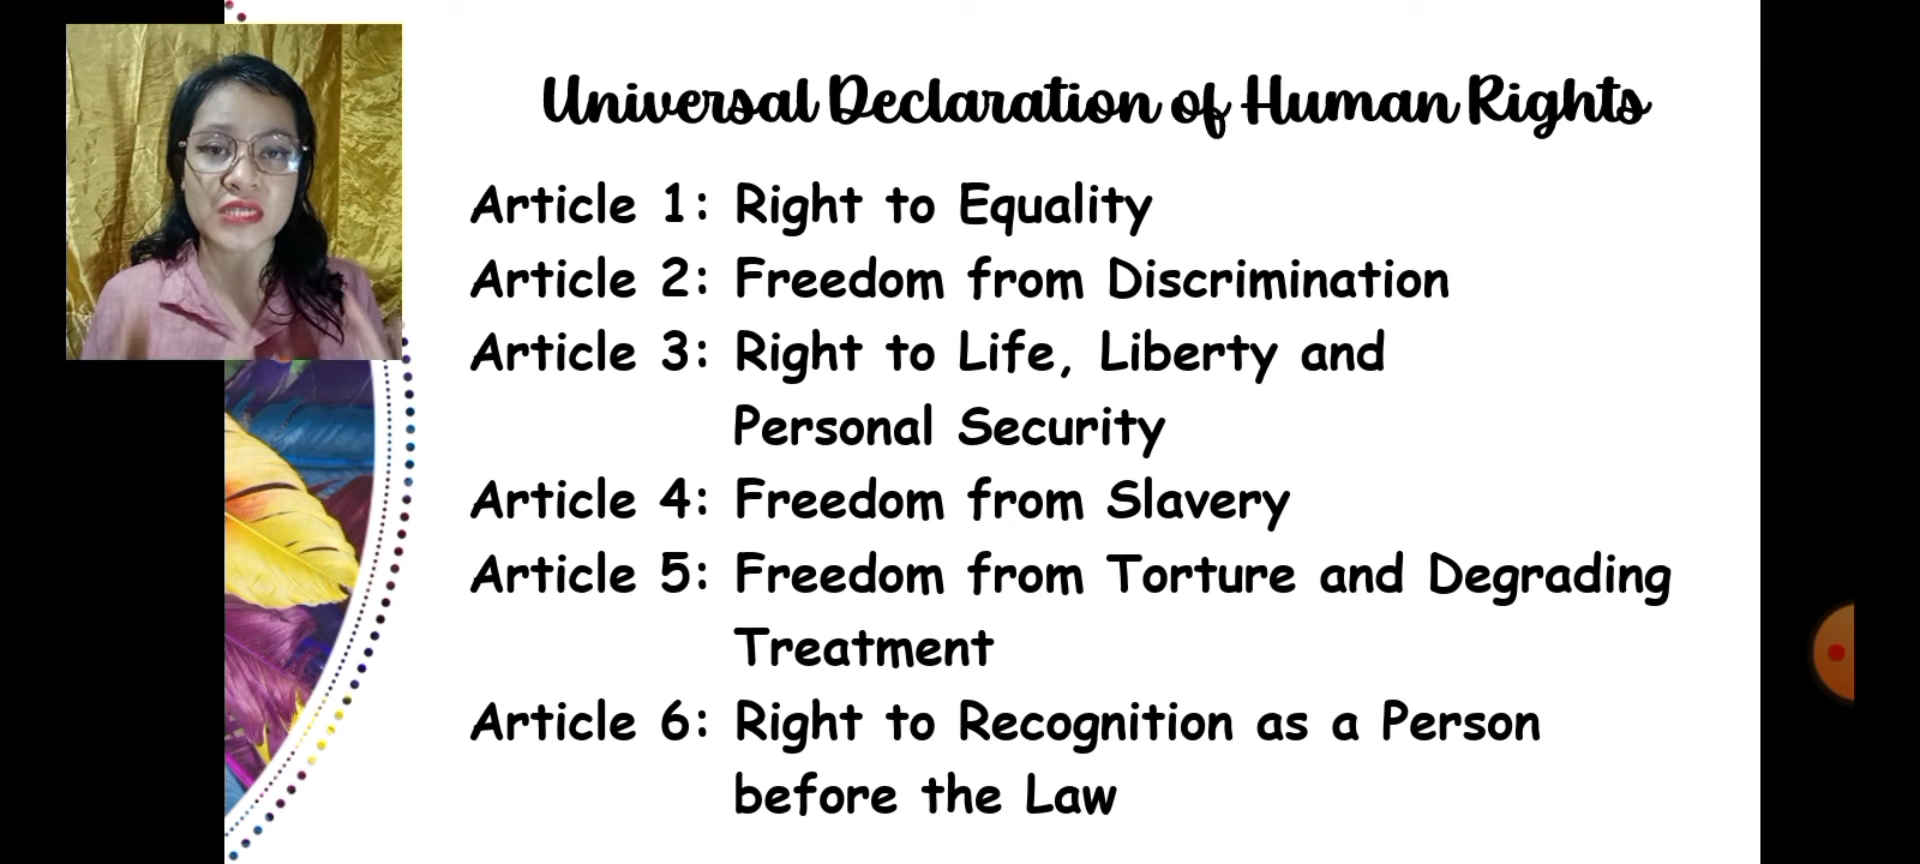 Universal Declaration of Human Rights
Article 1: Right to Equality
Article 2: Freedom from Discrimination
Article 3: Right to Life, Liberty and
Personal Security
Article 4: Freedom from Slavery
Article 5: Freedom from Torture and Degrading
Treatment
Article 6: Right to Recognition as a Person
before the Law